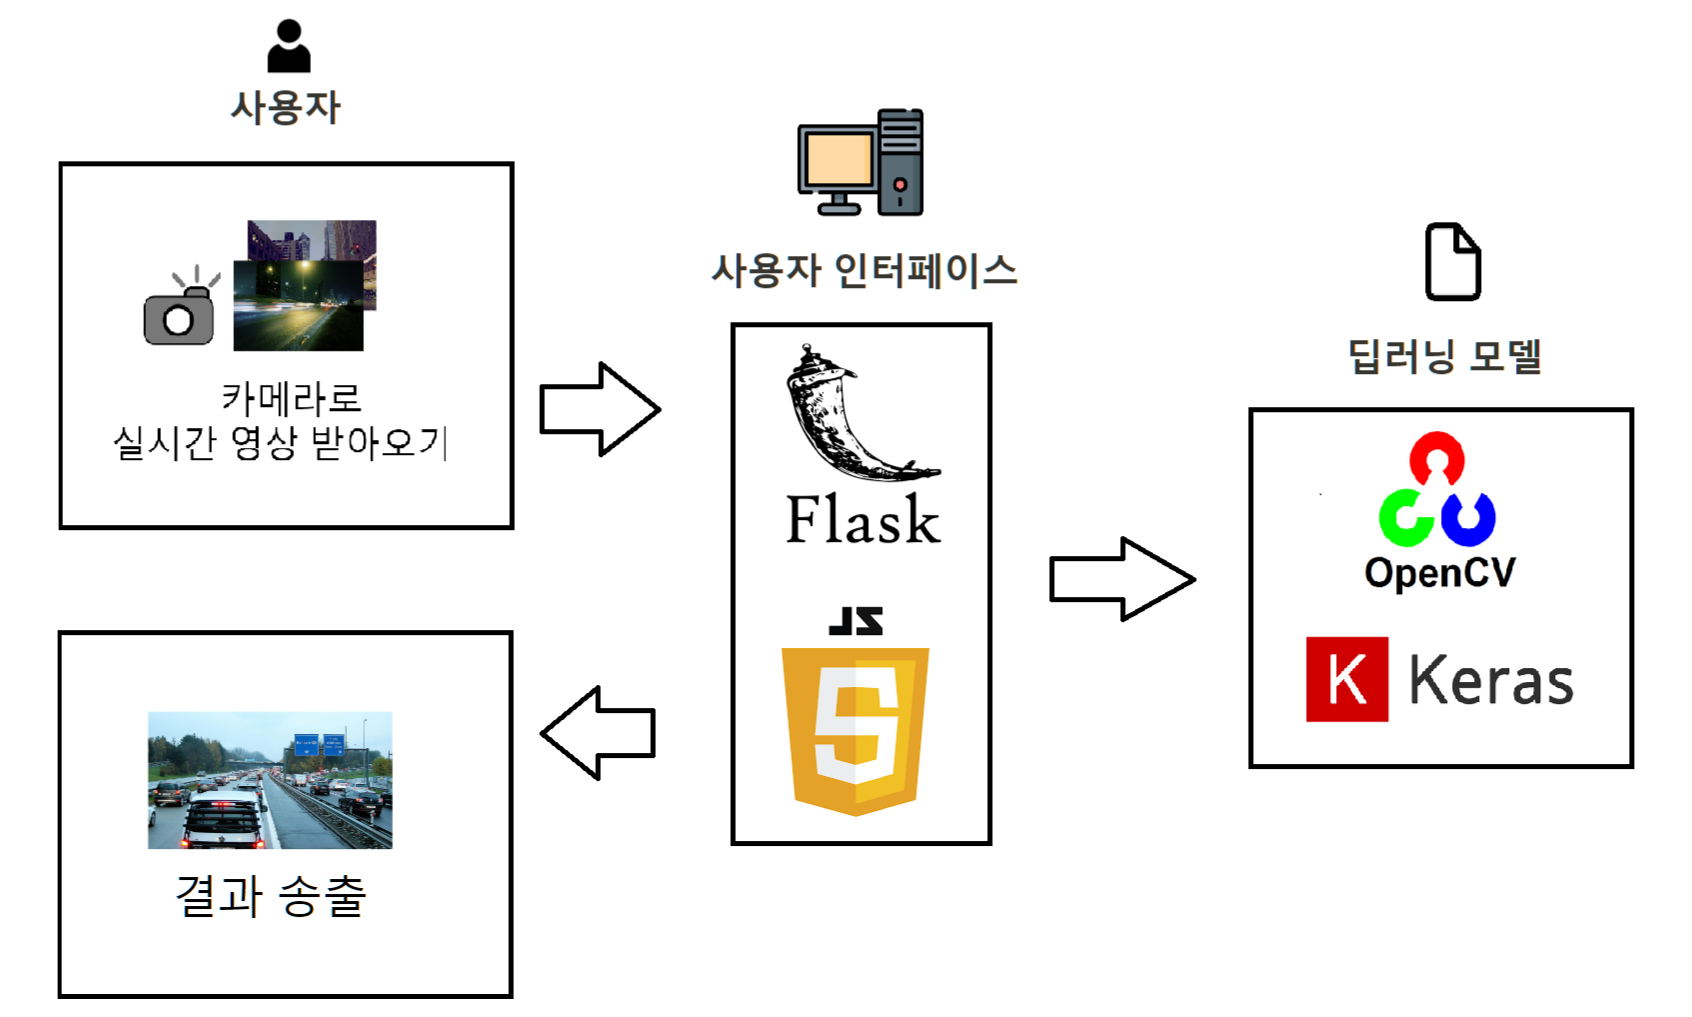 사용자
카메라로
실시간 영상 받아오기
결과 송출
사용자 인터페이스
Flask
JS
5
딥러닝 모델
OpenCV
K Keras